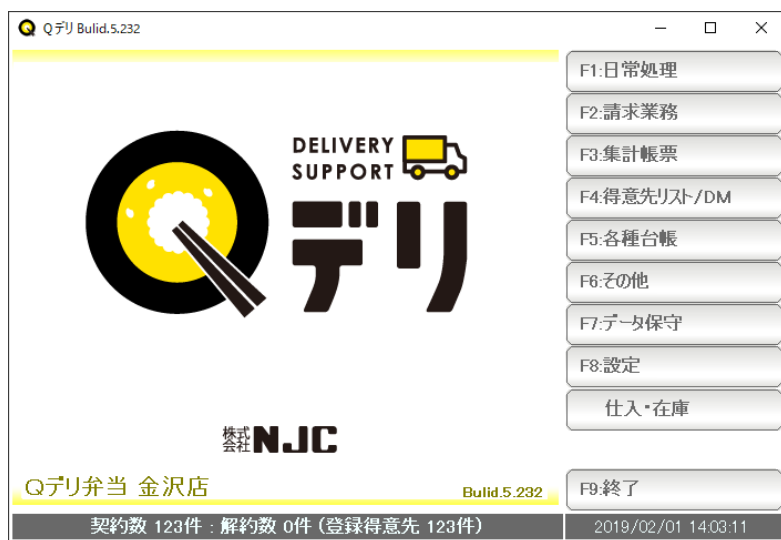 Qデリ Bulid.5.232
DELIVERY
SUPPORT
Qデリ
株式会社NJC
Qデリ弁当 金沢店
Bulid.5.232
契約数 123件 : 解約数 0件 (登録得意先 123件)
F1:日常処理
F2:請求業務
F3:集計帳票
F4:得意先リスト/DM
F5:各種台帳
F6:その他
F7:データ保守
F8:設定
仕入・在庫
F9:終了
2019/02/01 14:03:11